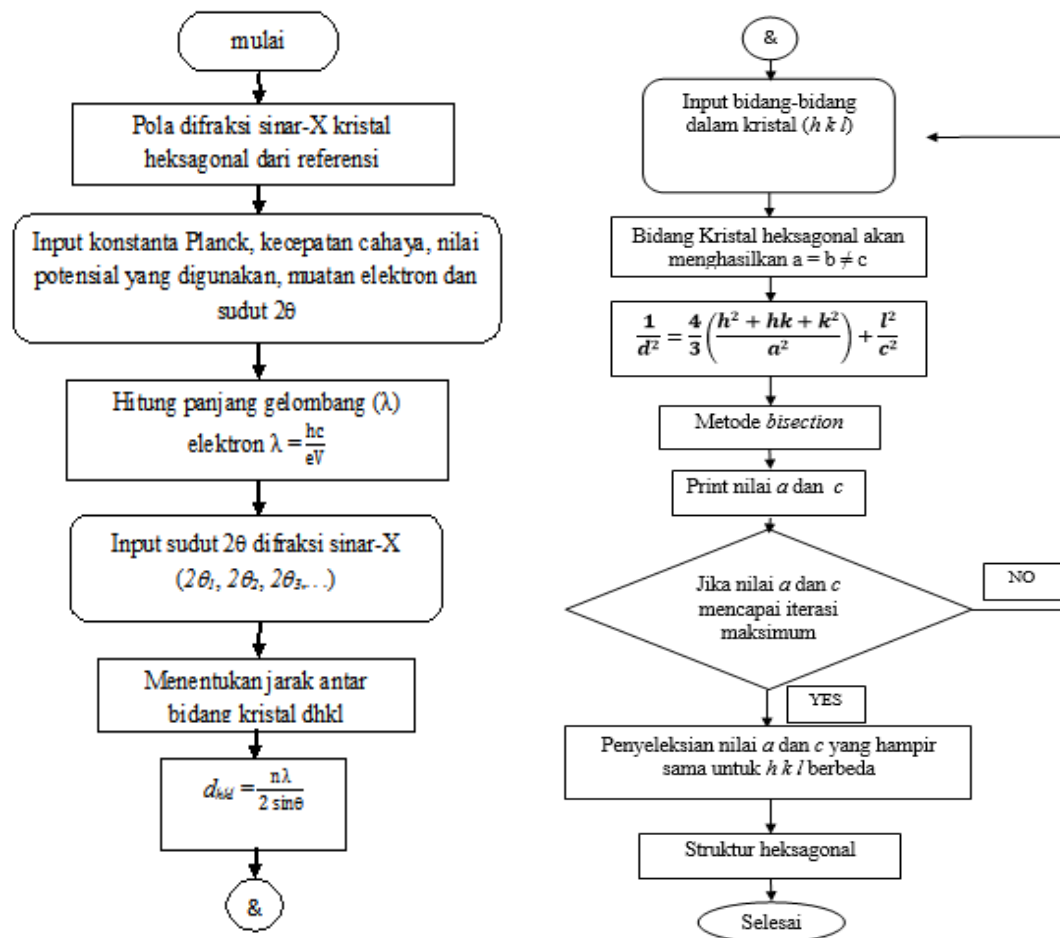 mulai
Pola difraksi sinar-X kristal
heksagonal dari referensi
Input konstanta Planck, kecepatan cahaya, nilai
potensial yang digunakan, muatan elektron dan
sudut 2θ
Hitung panjang gelombang (λ)
elektron λ = hc/eV
Input sudut 2θ difraksi sinar-X
(2θ₁, 2θ₂, 2θ₃,...)
Menentukan jarak antar
bidang kristal dhkl
dₕₖₗ = nλ/2 sinθ
&
&
Input bidang-bidang
dalam kristal (h k l)
Bidang Kristal heksagonal akan
menghasilkan a = b ≠ c
1/d² = 4/3 ((h² + hk + k²)/a²) + l²/c²
Metode bisection
Print nilai a dan c
Jika nilai a dan c
mencapai iterasi
maksimum
NO
YES
Penyeleksian nilai a dan c yang hampir
sama untuk h k l berbeda
Struktur heksagonal
Selesai